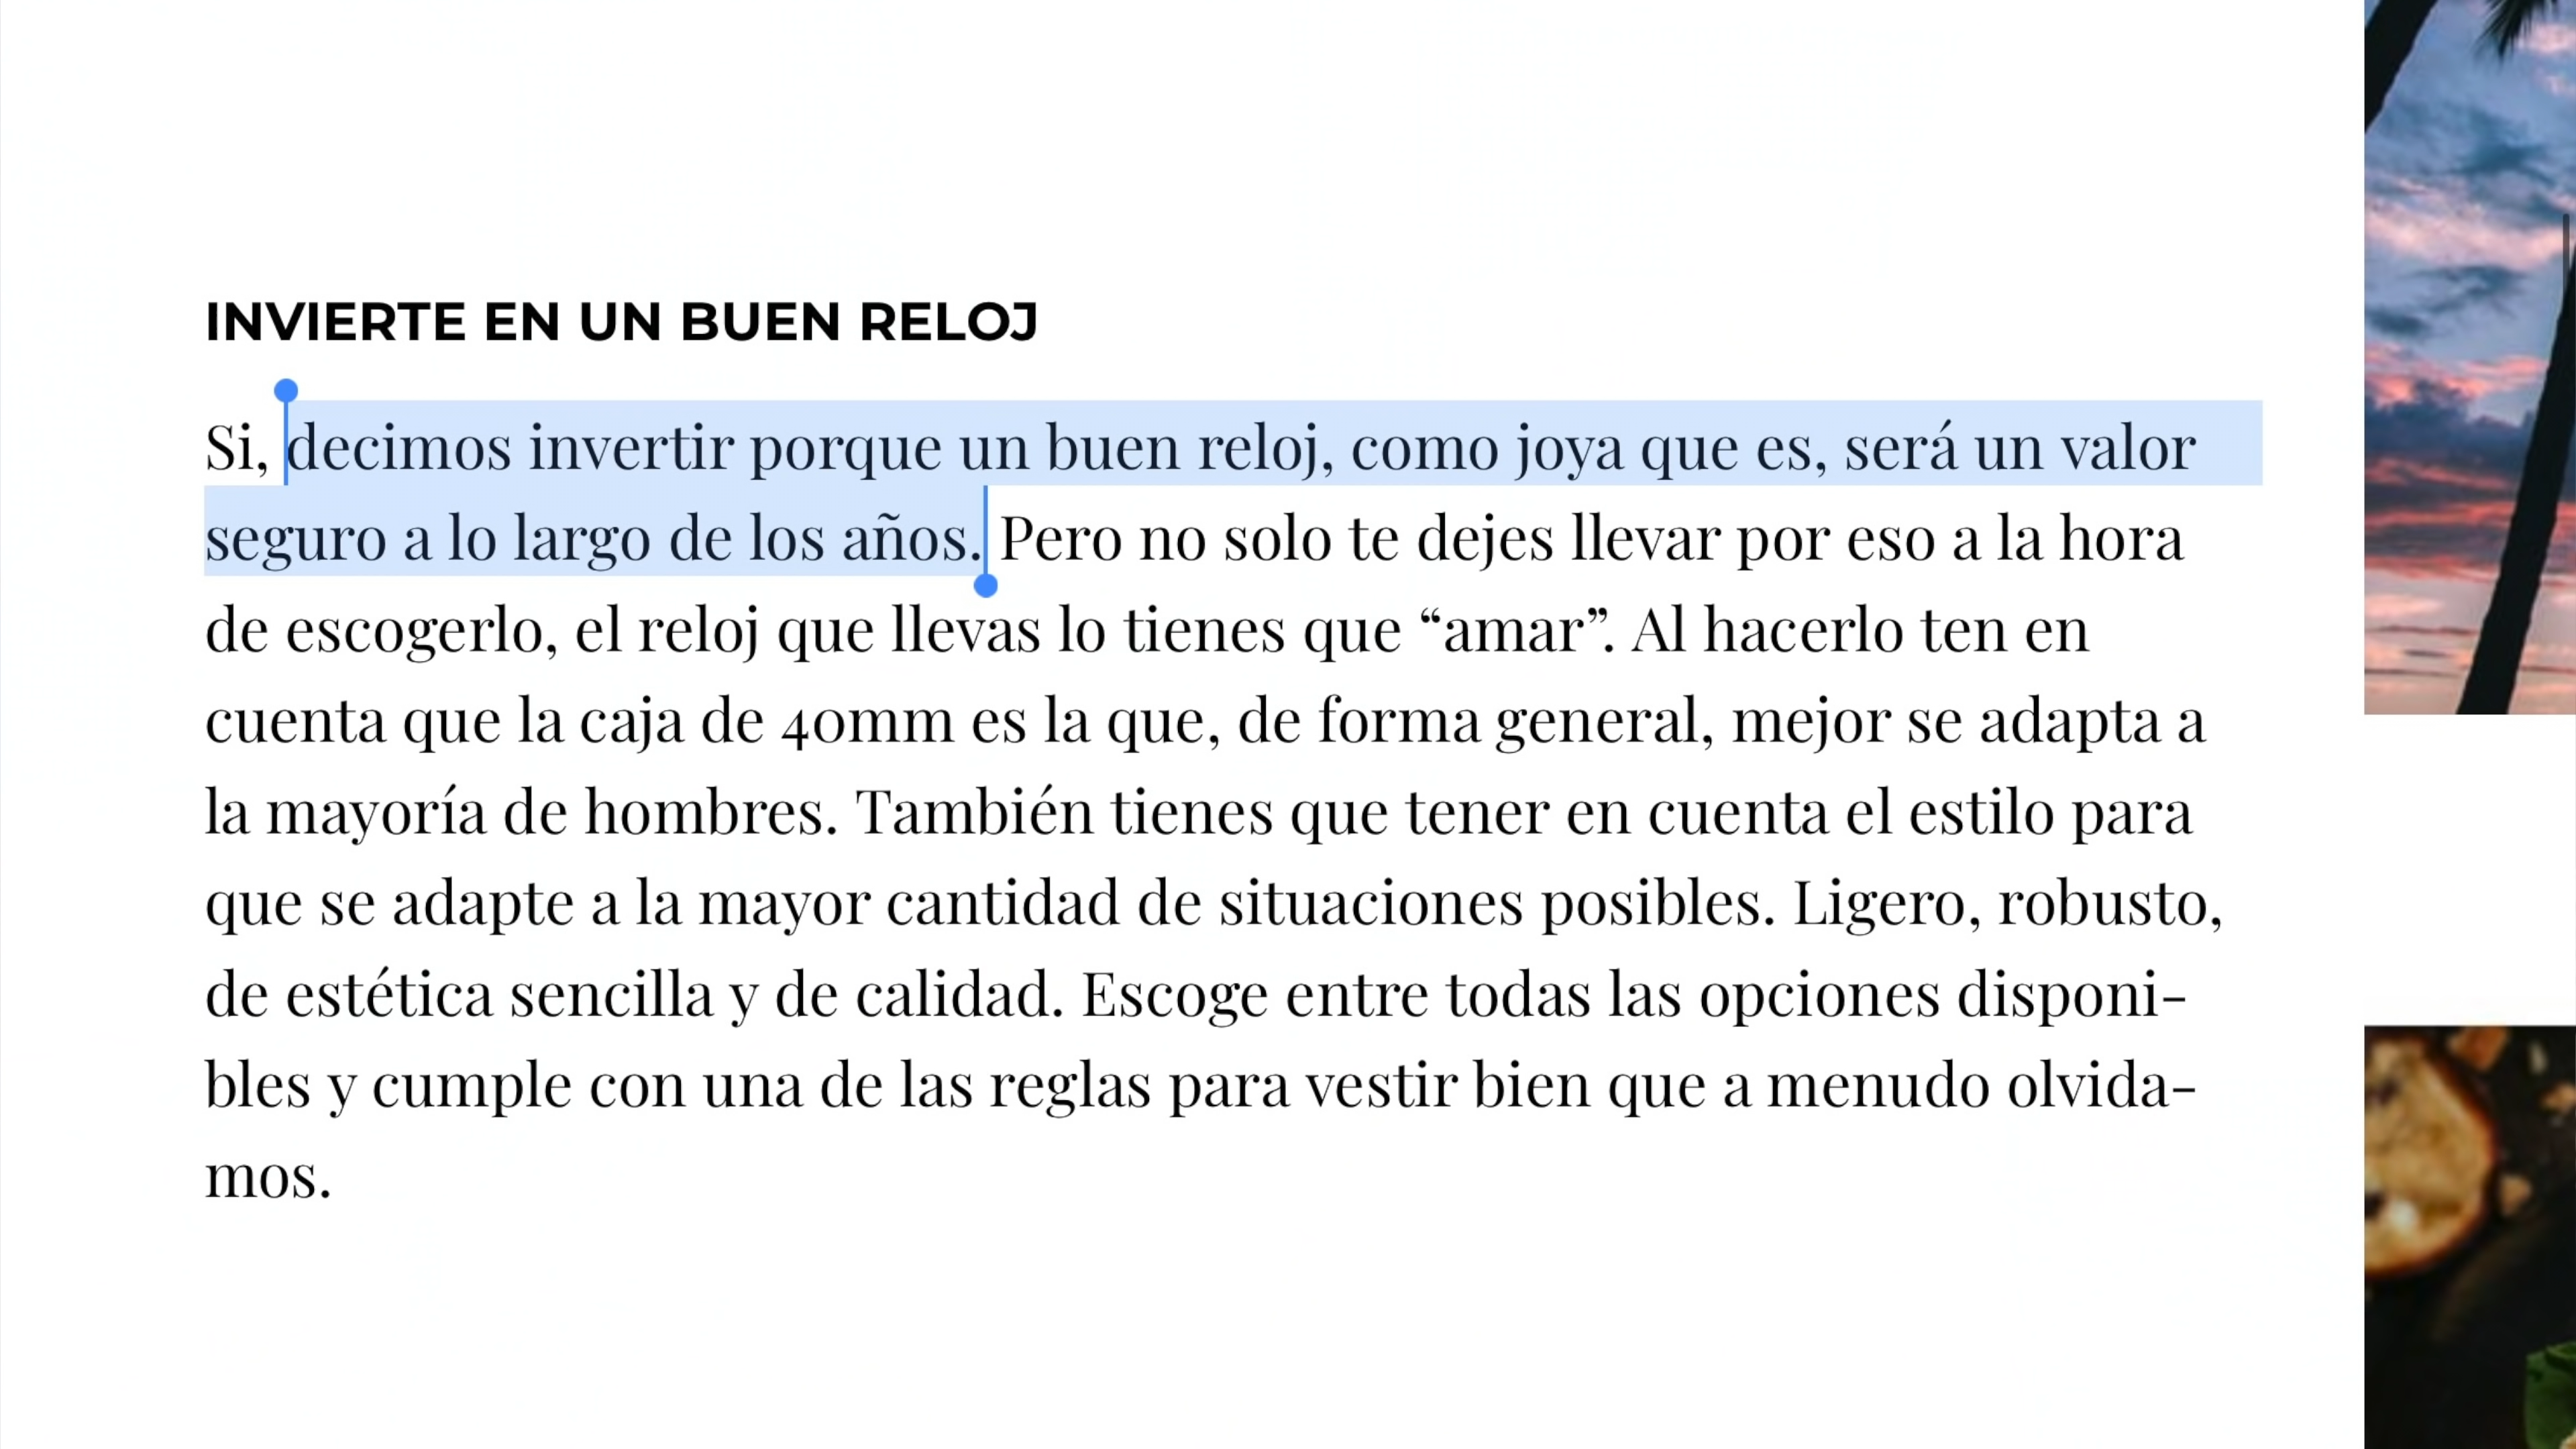 INVIERTE EN UN BUEN RELOJ
Si, decimos invertir porque un buen reloj, como joya que es, será un valor
seguro a lo largo de los años. Pero no solo te dejes llevar por eso a la hora
de escogerlo, el reloj que llevas lo tienes que “amar”. Al hacerlo ten en
cuenta que la caja de 40mm es la que, de forma general, mejor se adapta a
la mayoría de hombres. También tienes que tener en cuenta el estilo para
que se adapte a la mayor cantidad de situaciones posibles. Ligero, robusto,
de estética sencilla y de calidad. Escoge entre todas las opciones disponi-
bles y cumple con una de las reglas para vestir bien que a menudo olvida-
mos.